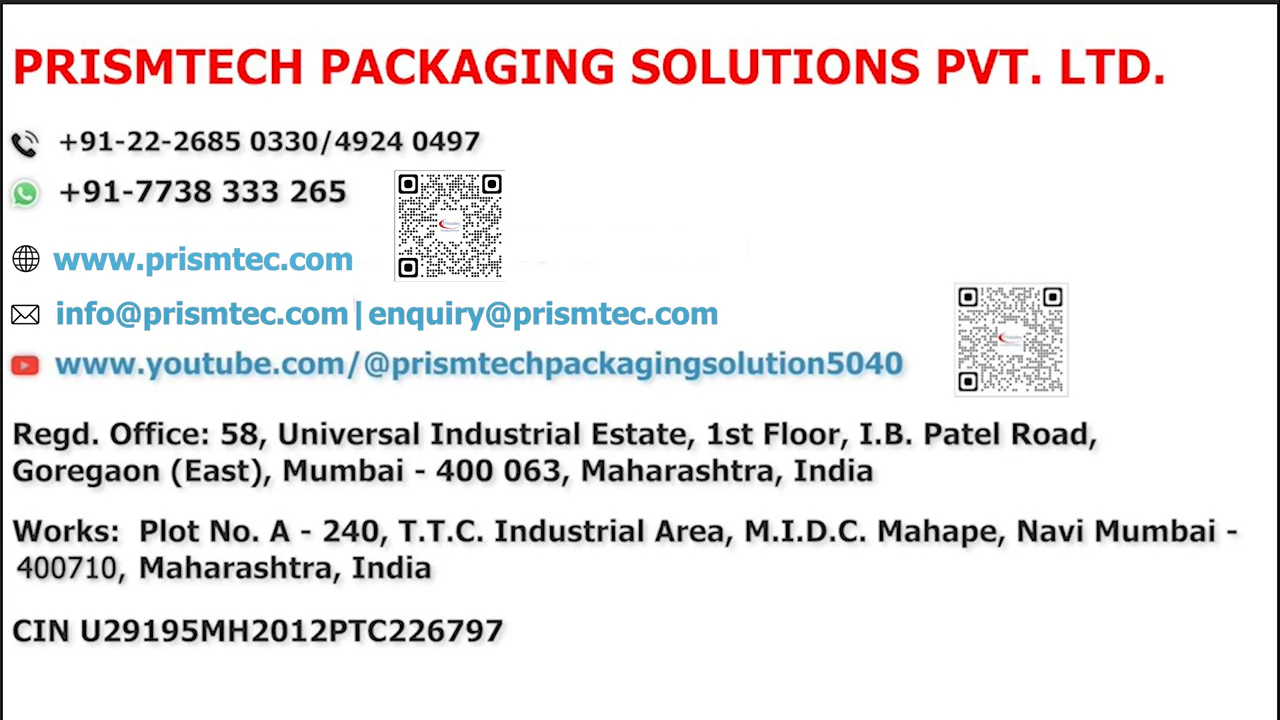 PRISMTECH PACKAGING SOLUTIONS PVT. LTD.
+91-22-2685 0330/4924 0497
+91-7738 333 265
www.prismtec.com
info@prismtec.com|enquiry@prismtec.com
www.youtube.com/@prismtechpackagingsolution5040
Regd. Office: 58, Universal Industrial Estate, 1st Floor, I.B. Patel Road,
Goregaon (East), Mumbai - 400 063, Maharashtra, India
Works: Plot No. A - 240, T.T.C. Industrial Area, M.I.D.C. Mahape, Navi Mumbai -
400710, Maharashtra, India
CIN U29195MH2012PTC226797